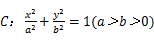 C：x²/a² + y²/b² = 1(a＞b＞0)